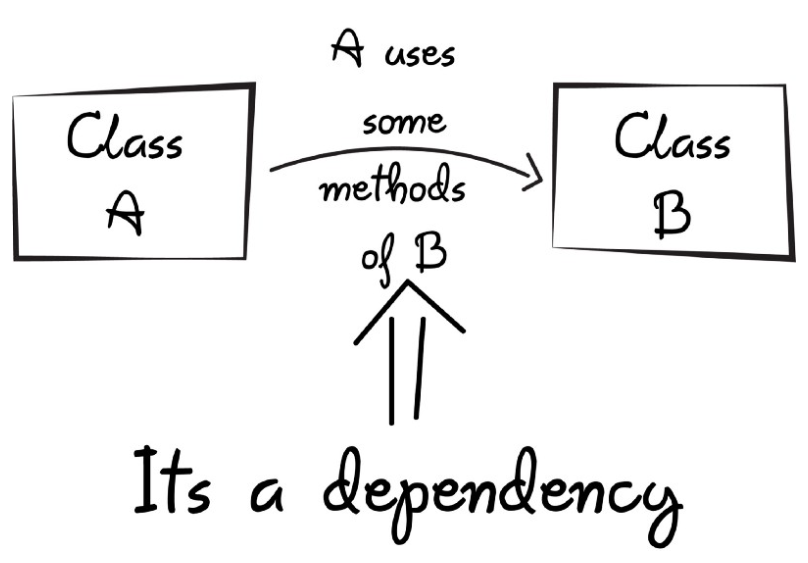 Class
A
A uses
some
methods
of B
Class
B
Its a dependency